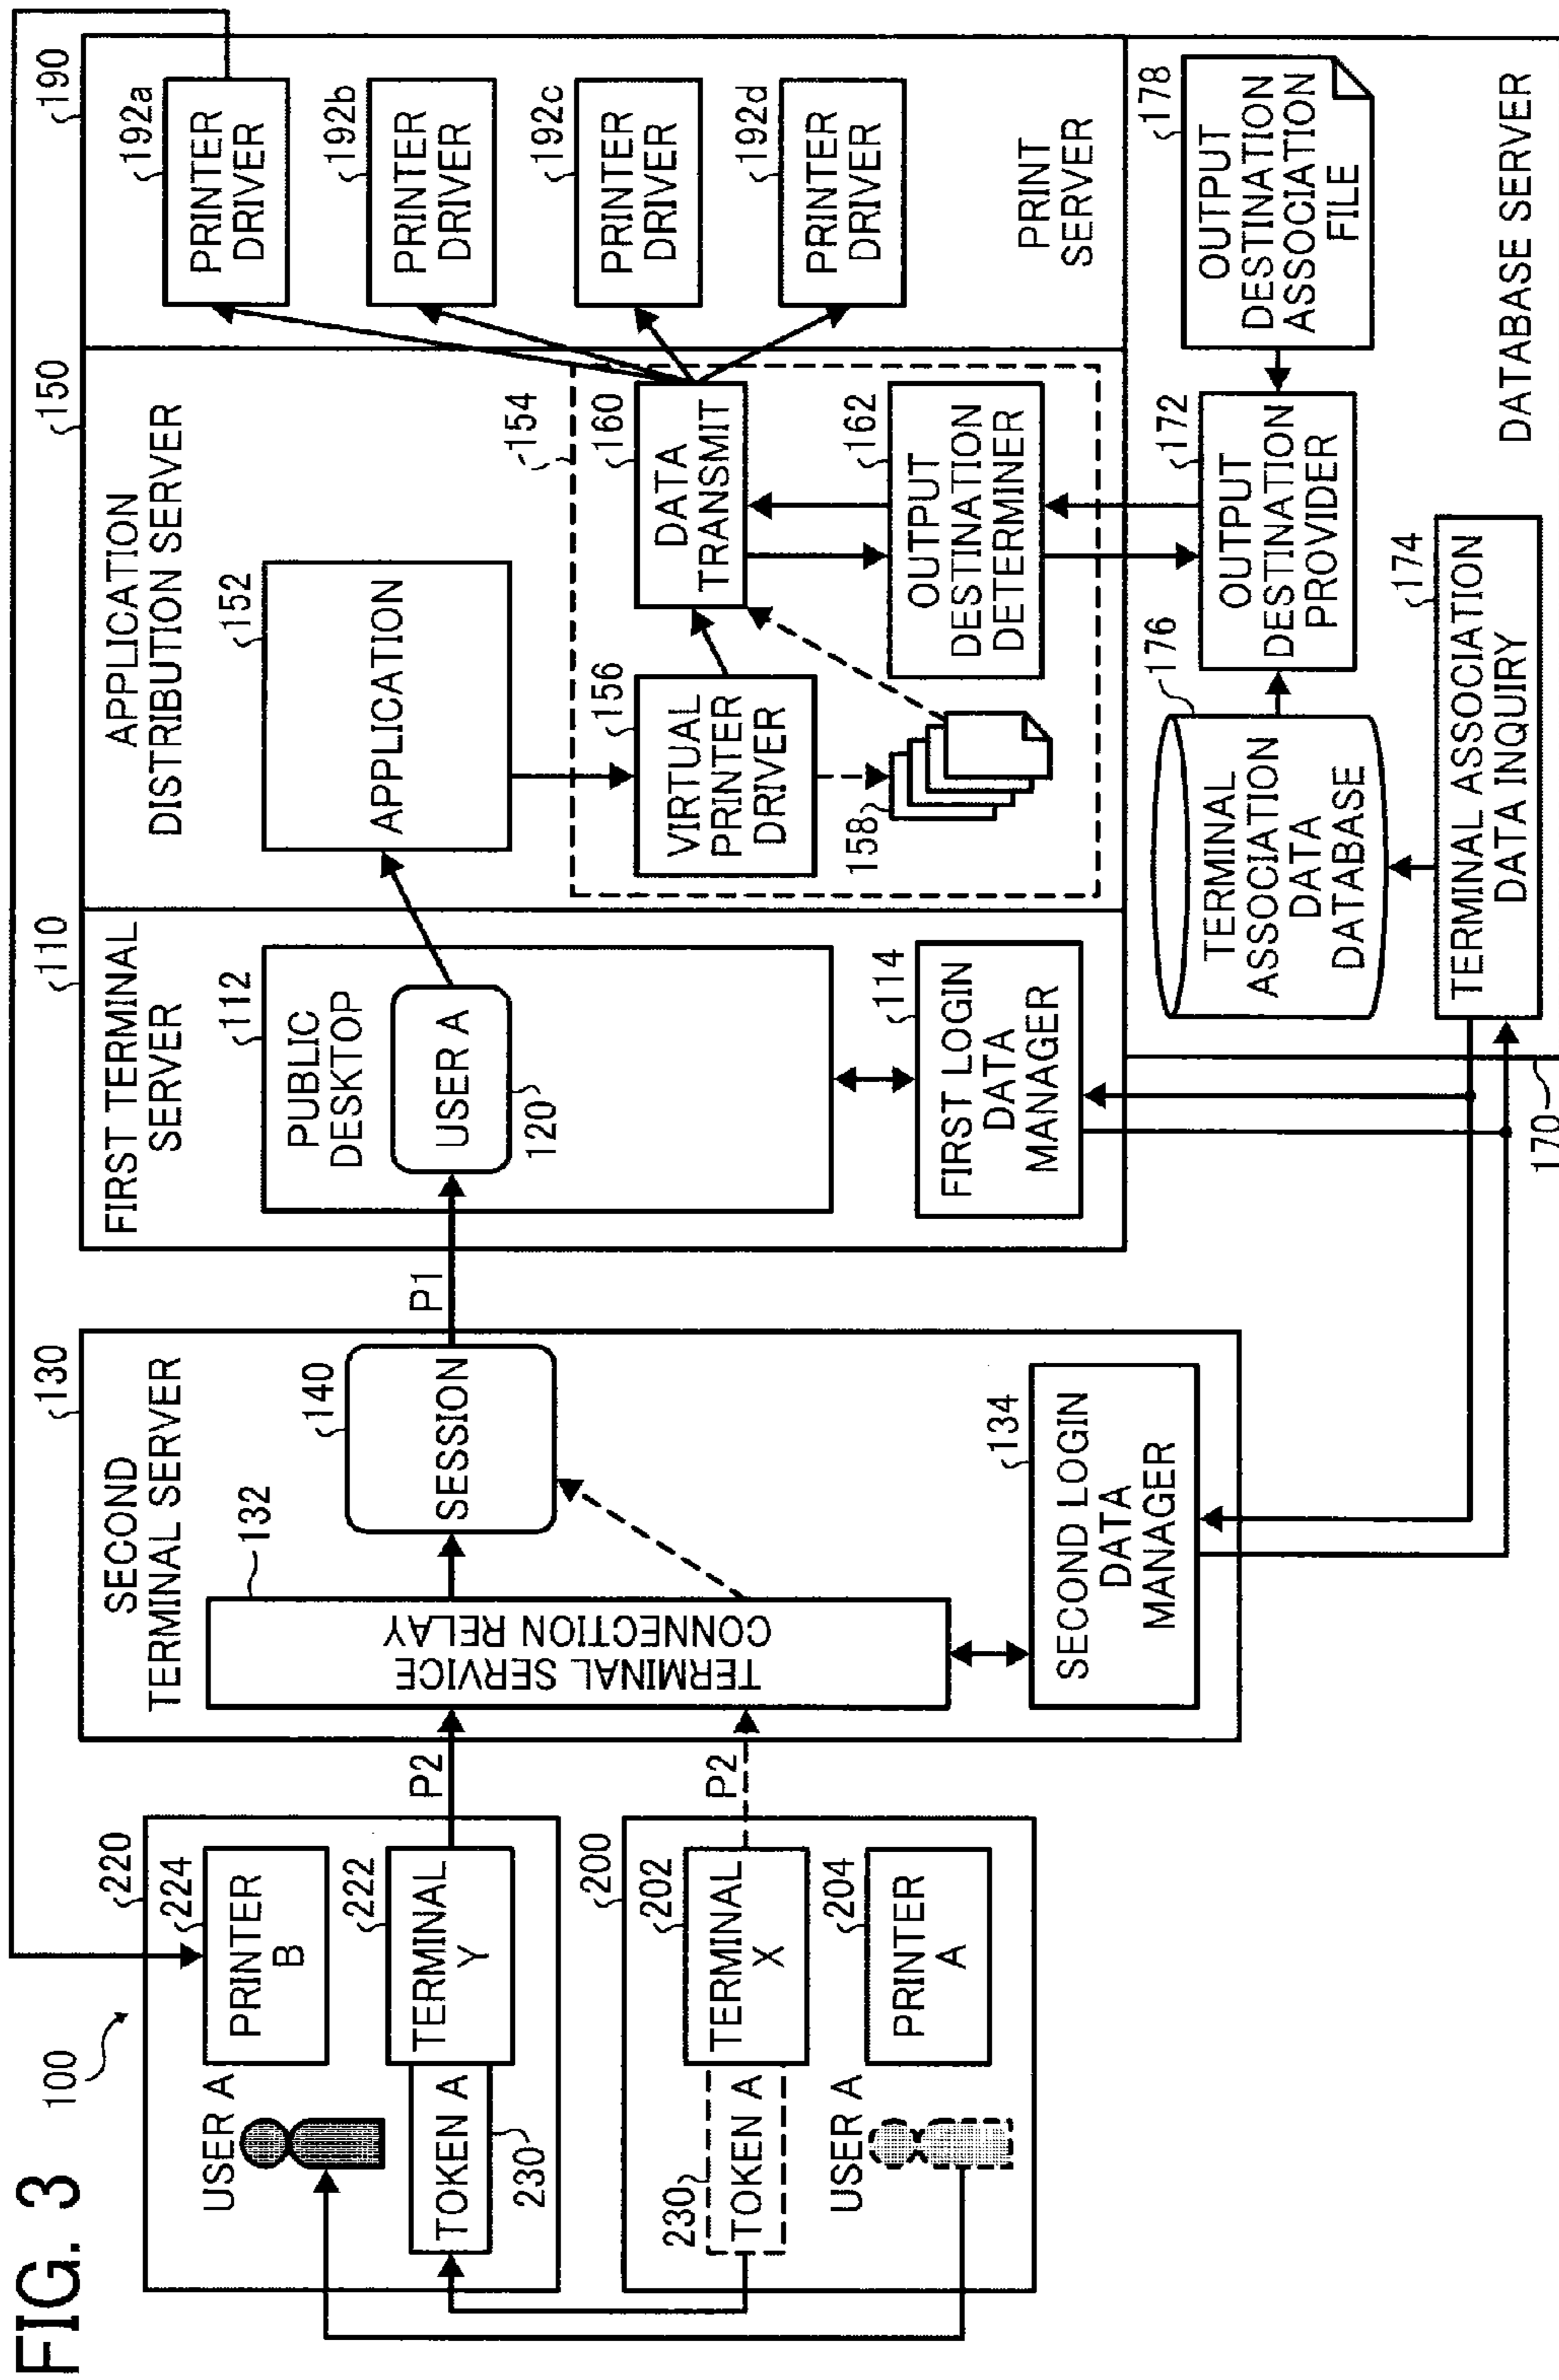 FIG. 3
100
220
USER A
224
PRINTER
B
222
TERMINAL
Y
TOKEN A
230
P2
200
202
TERMINAL
X
230
TOKEN A
204
PRINTER
A
USER A
P2
130
SECOND
TERMINAL SERVER
132
TERMINAL SERVICE
CONNECTION RELAY
140
SESSION
134
SECOND LOGIN
DATA
MANAGER
P1
110
FIRST TERMINAL
SERVER
112
PUBLIC
DESKTOP
USER A
120
114
FIRST LOGIN
DATA
MANAGER
150
APPLICATION
DISTRIBUTION SERVER
152
APPLICATION
154
156
VIRTUAL
PRINTER
DRIVER
158
160
DATA
TRANSMIT
162
OUTPUT
DESTINATION
DETERMINER
190
192a
PRINTER
DRIVER
192b
PRINTER
DRIVER
192c
PRINTER
DRIVER
192d
PRINTER
DRIVER
PRINT
SERVER
170
176
TERMINAL
ASSOCIATION
DATA
DATABASE
172
OUTPUT
DESTINATION
PROVIDER
178
OUTPUT
DESTINATION
ASSOCIATION
FILE
174
TERMINAL ASSOCIATION
DATA INQUIRY
DATABASE SERVER